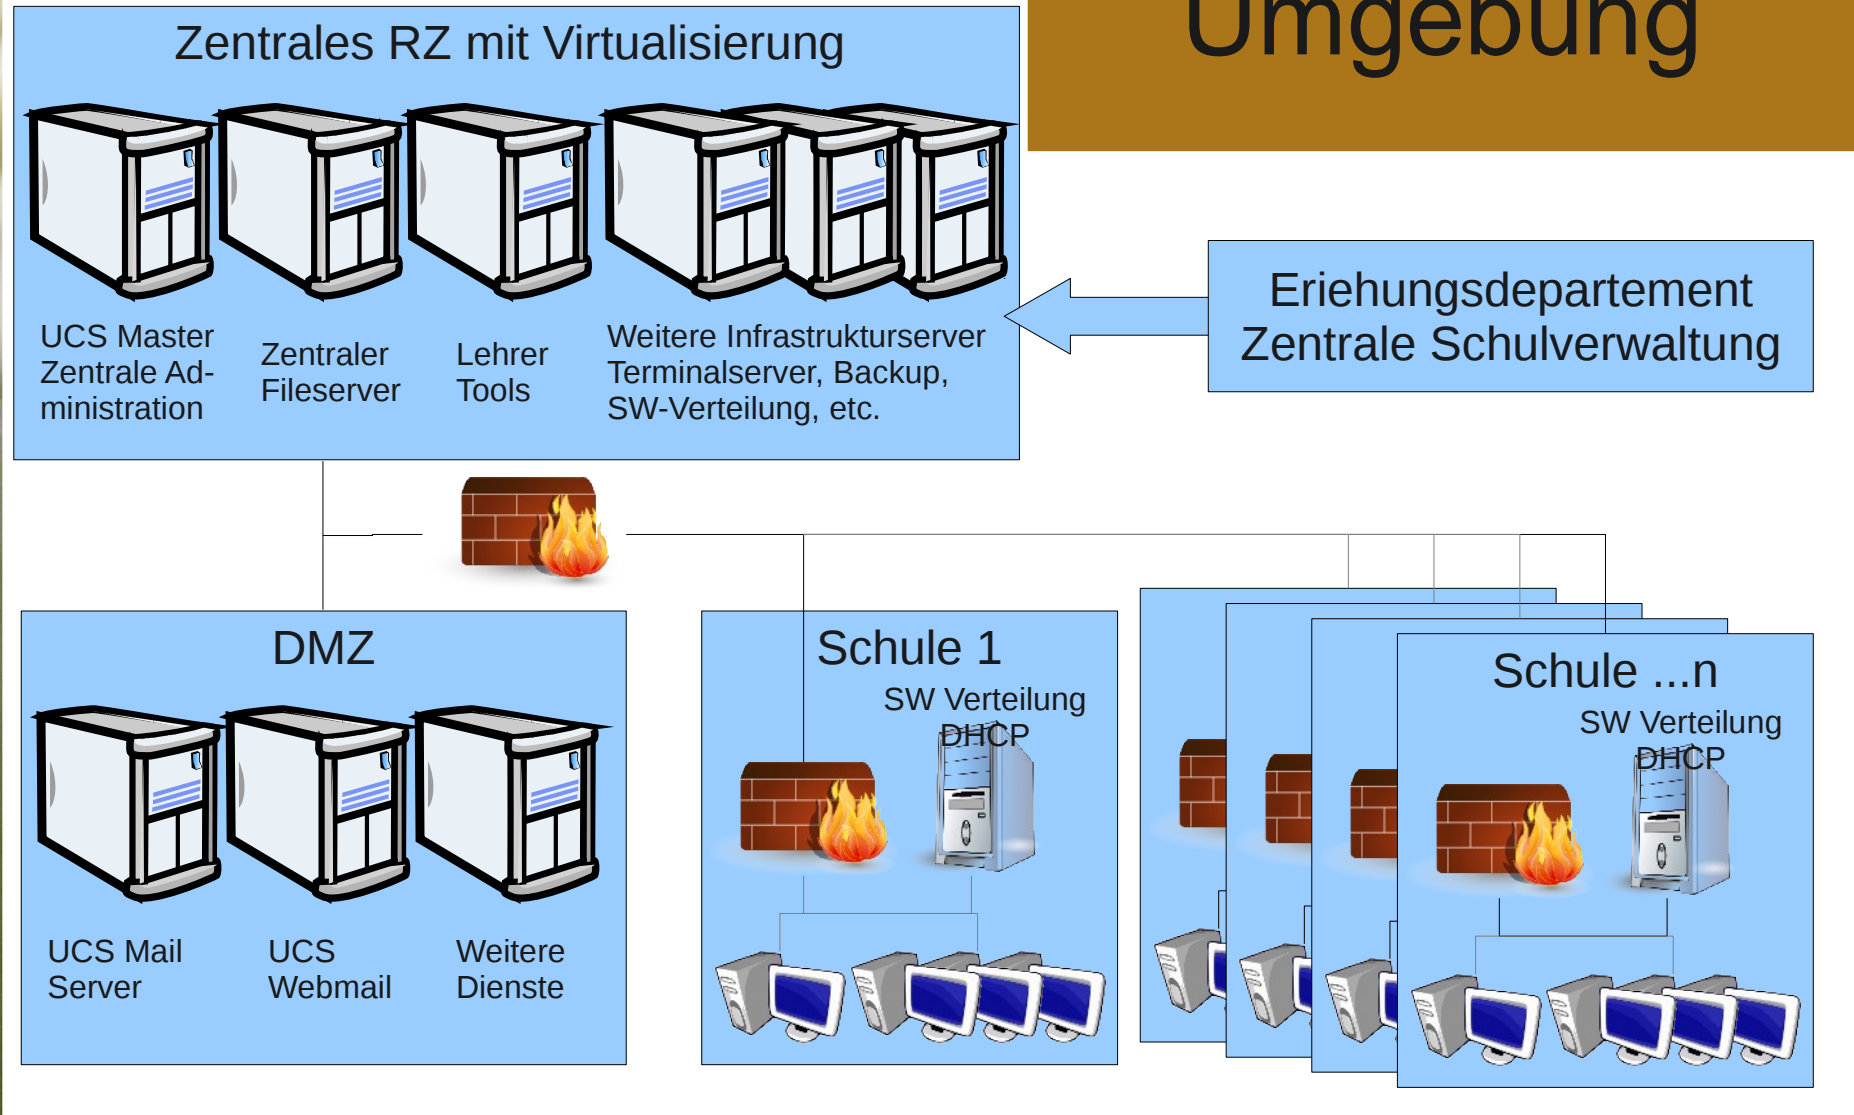 Umgebung
Zentrales RZ mit Virtualisierung
UCS Master
Zentrale Ad-
ministration
Zentraler
Fileserver
Lehrer
Tools
Weitere Infrastrukturserver
Terminalserver, Backup,
SW-Verteilung, etc.
Eriehungsdepartement
Zentrale Schulverwaltung
DMZ
UCS Mail
Server
UCS
Webmail
Weitere
Dienste
Schule 1
SW Verteilung
DHCP
Schule ...n
SW Verteilung
DHCP